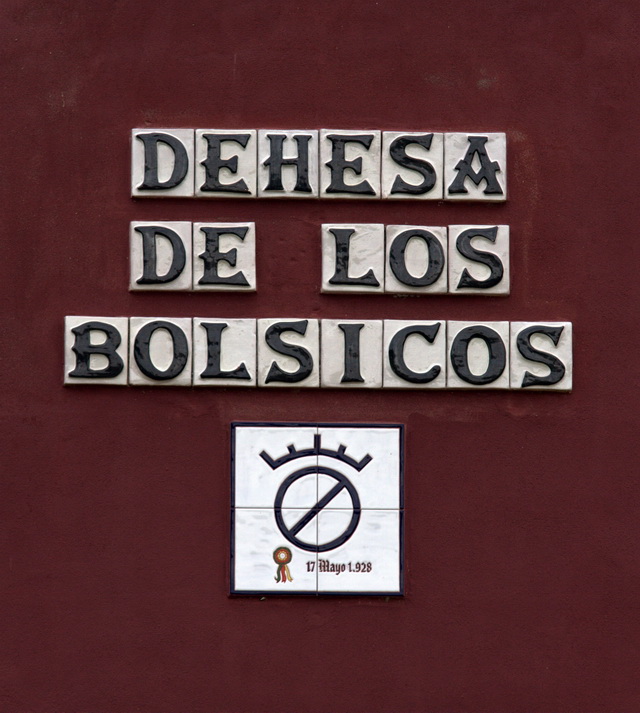 DEHESA
DE LOS
BOLSICOS
17 Mayo 1.928